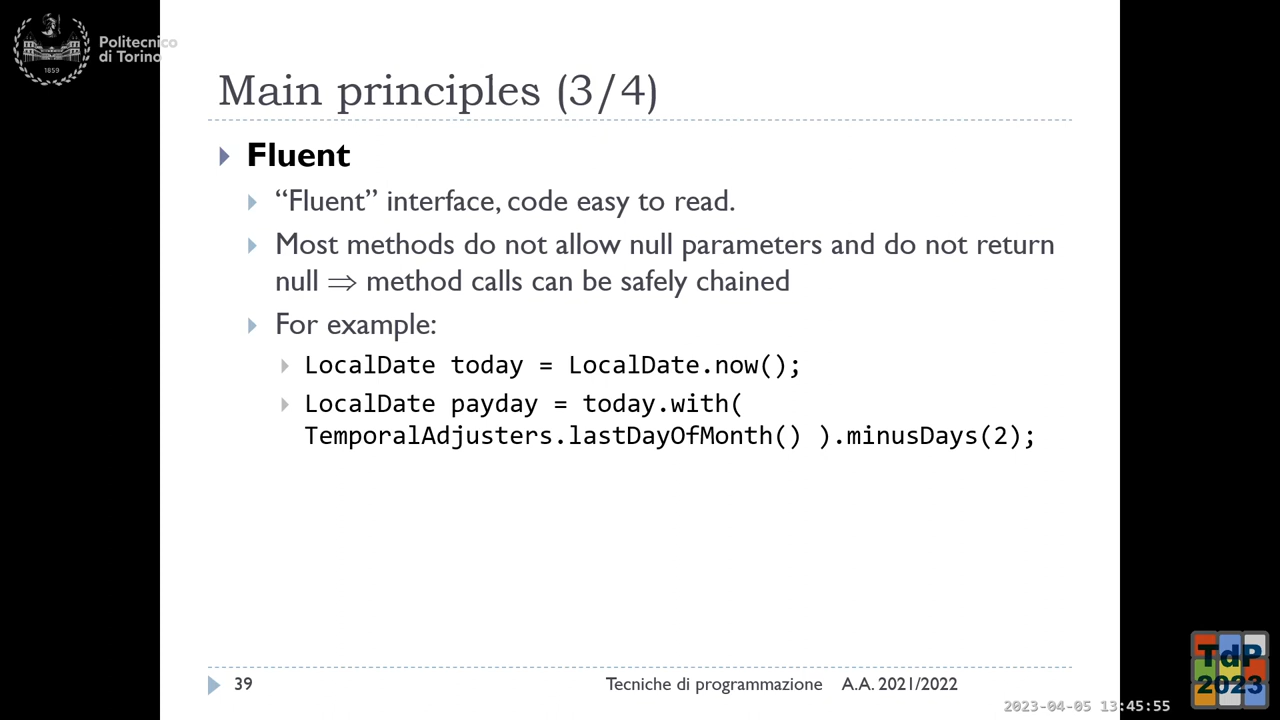 Politecnico
di Torino
1859
Main principles (3/4)
Fluent
“Fluent” interface, code easy to read.
Most methods do not allow null parameters and do not return
null ⇒ method calls can be safely chained
For example:
LocalDate today = LocalDate.now();
LocalDate payday = today.with(
TemporalAdjusters.lastDayOfMonth() ).minusDays(2);
39
Tecniche di programmazione A.A. 2021/2022
TdP
2023
2023-04-05 13:45:55